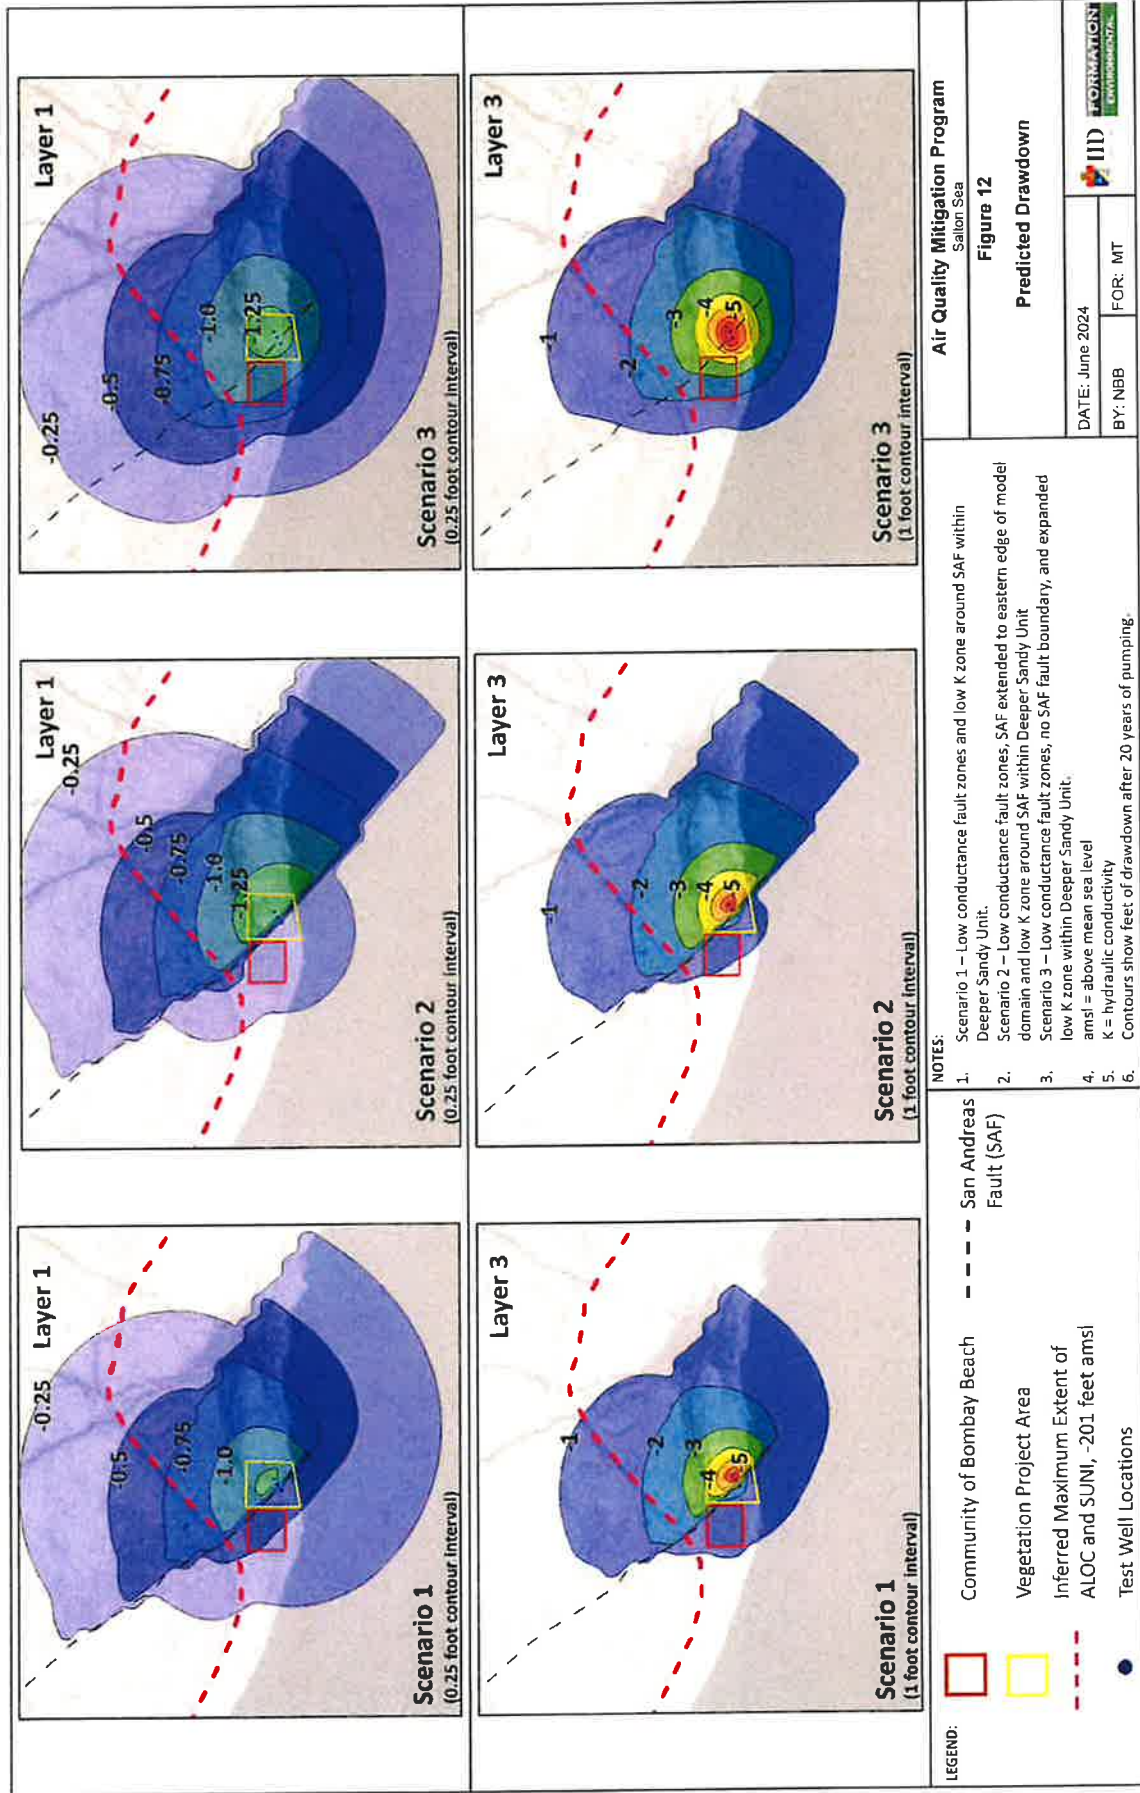 Layer 1
-0.25
-0.5
-0.75
-1.0
Scenario 1
(0.25 foot contour interval)
Layer 1
-0.25
-0.5
-0.75
-1.0
-1.25
Scenario 2
(0.25 foot contour interval)
Layer 1
-0.25
-0.5
-0.75
-1.0
-1.25
Scenario 3
(0.25 foot contour interval)
Layer 3
-1
-2
-3
-4
-5
Scenario 1
(1 foot contour interval)
Layer 3
-1
-2
-3
-4
-5
Scenario 2
(1 foot contour interval)
Layer 3
-1
-2
-3
-4
-5
Scenario 3
(1 foot contour interval)
LEGEND:
Community of Bombay Beach
San Andreas
Fault (SAF)
Vegetation Project Area
Inferred Maximum Extent of
ALOC and SUNI, -201 feet amsl
Test Well Locations
NOTES:
1. Scenario 1 – Low conductance fault zones and low K zone around SAF within
Deeper Sandy Unit.
2. Scenario 2 – Low conductance fault zones, SAF extended to eastern edge of model
domain and low K zone around SAF within Deeper Sandy Unit
3. Scenario 3 – Low conductance fault zones, no SAF fault boundary, and expanded
low K zone within Deeper Sandy Unit.
4. amsl = above mean sea level
5. K = hydraulic conductivity
6. Contours show feet of drawdown after 20 years of pumping.
Air Quality Mitigation Program
Salton Sea
Figure 12
Predicted Drawdown
DATE: June 2024
BY: NBB
FOR: MT
IID
FORMATION
ENVIRONMENTAL